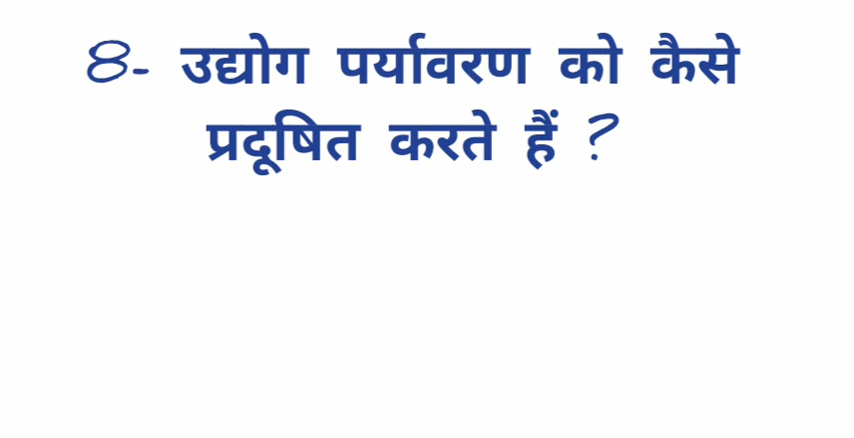 8- उद्योग पर्यावरण को कैसे
प्रदूषित करते हैं ?